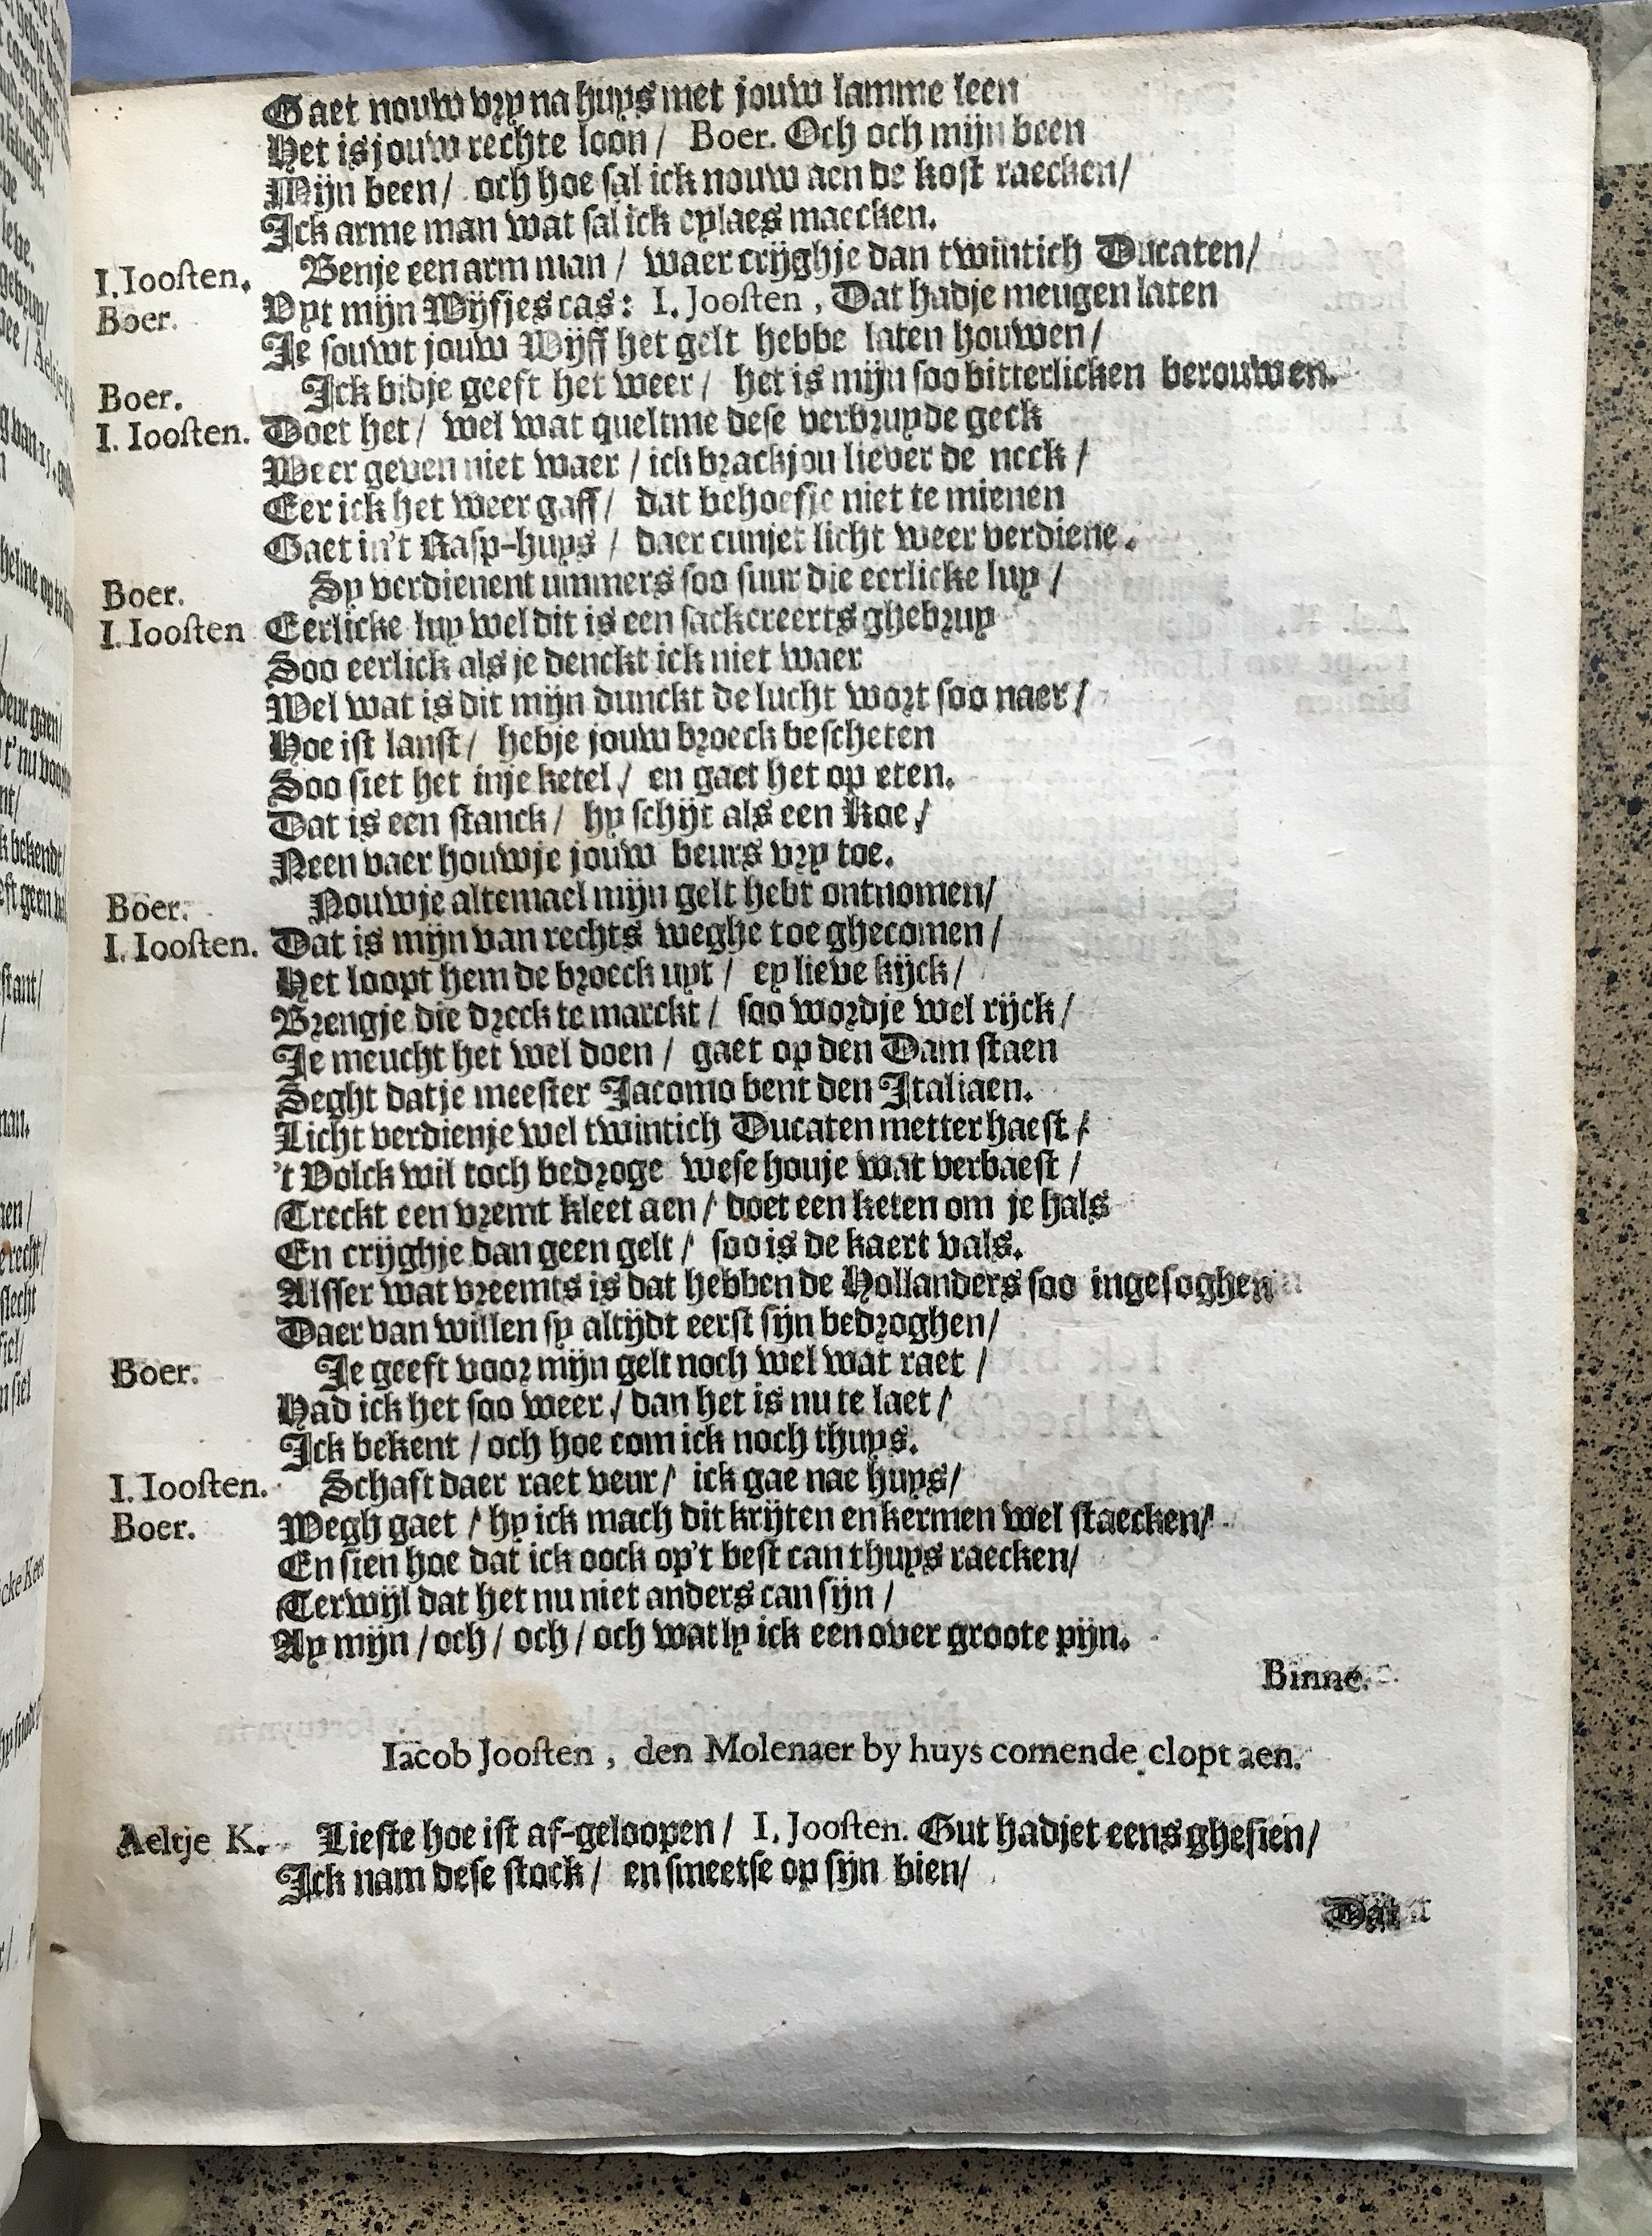 Gaet nouw vry na huys met jouw lamme leen
Het is jouw rechte loon / Boer. Och och mijn been
Mijn been / och hoe sal ick nouw aen de kost raecken /
Ick arme man wat sal ick eylaes maecken.
I. Ioosten. Benje een arm man / waer crijghje dan twintich Ducaten /
Boer. Uyt mijn Wijfjes cas: I. Joosten, Dat hadje meugen laten
Je souwt jouw Wijff het gelt hebbe laten houwen /
Boer. Ick bidje geeft het weer / het is mijn soo bitterlicken berouwen.
I. Ioosten. Doet het / wel wat queltme dese verbruyde geck
Weer geven niet waer / ick brack jou liever de neck /
Eer ick het weer gaff / dat behoefje niet te mienen
Gaet in't Rasp-huys / daer cunjet licht weer verdiene.
Boer. Sy verdienent ummers soo suur die eerlicke luy /
I. Ioosten Eerlicke luy wel dit is een sackereerts ghebruy
Soo eerlick als je denckt ick niet waer
Wel wat is dit mijn dunckt de lucht wort soo naer /
Hoe ist lanst / hebje jouw broeck bescheten
Soo siet het inje ketel / en gaet het op eten.
Dat is een stanck / hy schijt als een Koe /
Neen vaer houwje jouw beurs vry toe.
Boer. Nouwje altemael mijn gelt hebt ontnomen /
I. Ioosten. Dat is mijn van rechts weghe toe ghecomen /
Het loopt hem de broeck uyt / ey lieve kijck /
Brengje die dreck te marckt / soo wordje wel rijck /
Je meucht het wel doen / gaet op den Dam staen
Seght datje meester Jacomo bent den Italiaen.
Licht verdienje wel twintich Ducaten metter haest /
't Volck wil toch bedroge wese houje wat verbaest /
Treckt een vremt kleet aen / doet een keten om je hals
En crijghje dan geen gelt / soo is de kaert vals.
Alsser wat vreemts is dat hebben de Hollanders soo ingesoghen
Daer van willen sy altijdt eerst sijn bedroghen /
Boer. Je geeft voor mijn gelt noch wel wat raet /
Had ick het soo weer / dan het is nu te laet /
Ick bekent / och hoe com ick noch thuys.
I. Ioosten. Schaft daer raet veur / ick gae nae huys /
Boer. Wegh gaet / hy ick mach dit krijten en kermen wel staecken /
En sien hoe dat ick oock op't best can thuys raecken /
Terwijl dat het nu niet anders can sijn /
Ay mijn / och / och / och wat ly ick een over groote pijn.
Binne.
Iacob Joosten, den Molenaer by huys comende clopt aen.
Aeltje K. Lieste hoe ist af-geloopen / I. Joosten. Gut hadjet eens ghesien /
Ick nam dese stock / en smeetse op sijn bien /
Dat